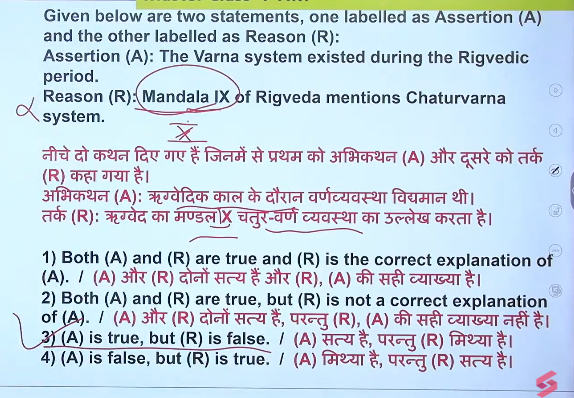 Given below are two statements, one labelled as Assertion (A)
and the other labelled as Reason (R):
Assertion (A): The Varna system existed during the Rigvedic
period.
Reason (R): Mandala IX of Rigveda mentions Chaturvarna
system.
X
नीचे दो कथन दिए गए हैं जिनमें से प्रथम को अभिकथन (A) और दूसरे को तर्क
(R) कहा गया है।
अभिकथन (A): ऋग्वेदिक काल के दौरान वर्णव्यवस्था विद्यमान थी।
तर्क (R): ऋग्वेद का मण्डल IX चतुर-वर्ण व्यवस्था का उल्लेख करता है।
1) Both (A) and (R) are true and (R) is the correct explanation of
(A). / (A) और (R) दोनों सत्य हैं और (R), (A) की सही व्याख्या है।
2) Both (A) and (R) are true, but (R) is not a correct explanation
of (A). / (A) और (R) दोनों सत्य हैं, परन्तु (R), (A) की सही व्याख्या नहीं है।
3) (A) is true, but (R) is false. / (A) सत्य है, परन्तु (R) मिथ्या है।
4) (A) is false, but (R) is true. / (A) मिथ्या है, परन्तु (R) सत्य है।